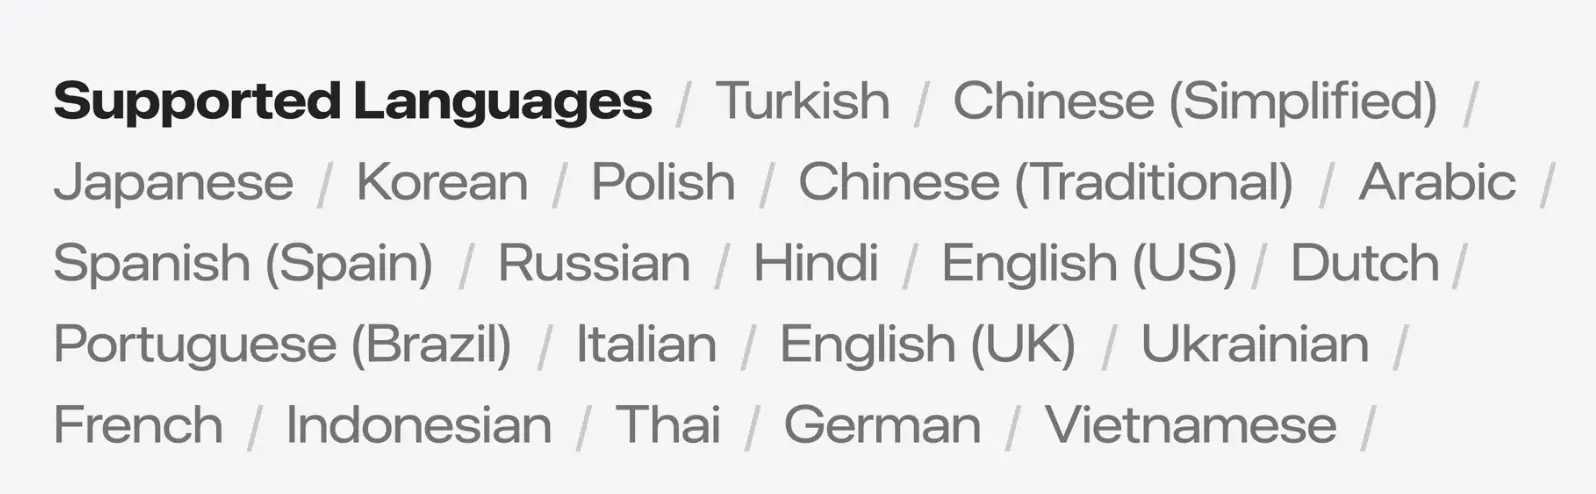 Supported Languages / Turkish / Chinese (Simplified) /
Japanese / Korean / Polish / Chinese (Traditional) / Arabic /
Spanish (Spain) / Russian / Hindi / English (US) / Dutch /
Portuguese (Brazil) / Italian / English (UK) / Ukrainian /
French / Indonesian / Thai / German / Vietnamese /